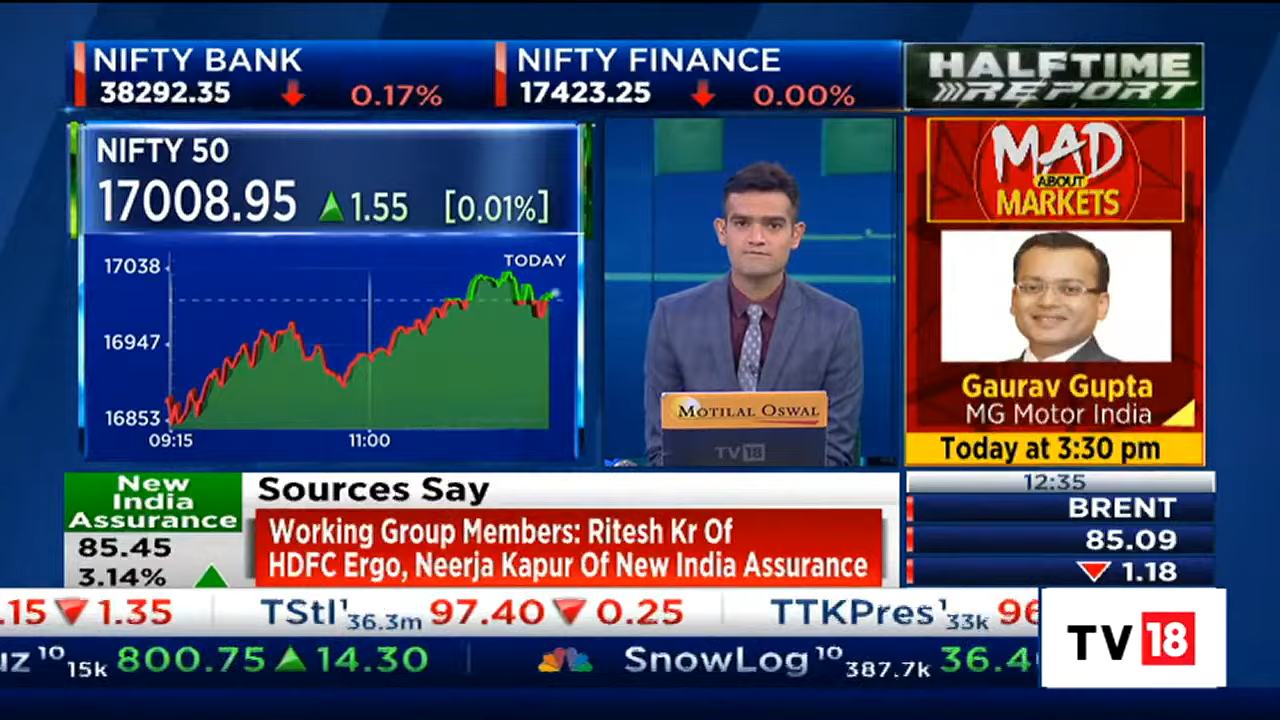 NIFTY BANK
38292.35 0.17%
NIFTY FINANCE
17423.25 0.00%
HALFTIME
REPORT
NIFTY 50
17008.95 1.55 [0.01%]
TODAY
17038
16947
16853
09:15 11:00
MOTILAL OSWAL
TV18
MAD
ABOUT
MARKETS
Gaurav Gupta
MG Motor India
Today at 3:30 pm
New
India
Assurance
85.45
3.14%
Sources Say
Working Group Members: Ritesh Kr Of
HDFC Ergo, Neerja Kapur Of New India Assurance
12:35
BRENT
85.09
1.18
.15 1.35 TStl¹ 36.3m 97.40 0.25 TTKPres¹ 33k 96
uz¹⁰ 15k 800.75 14.30 SnowLog¹⁰ 387.7k 36.4
TV18